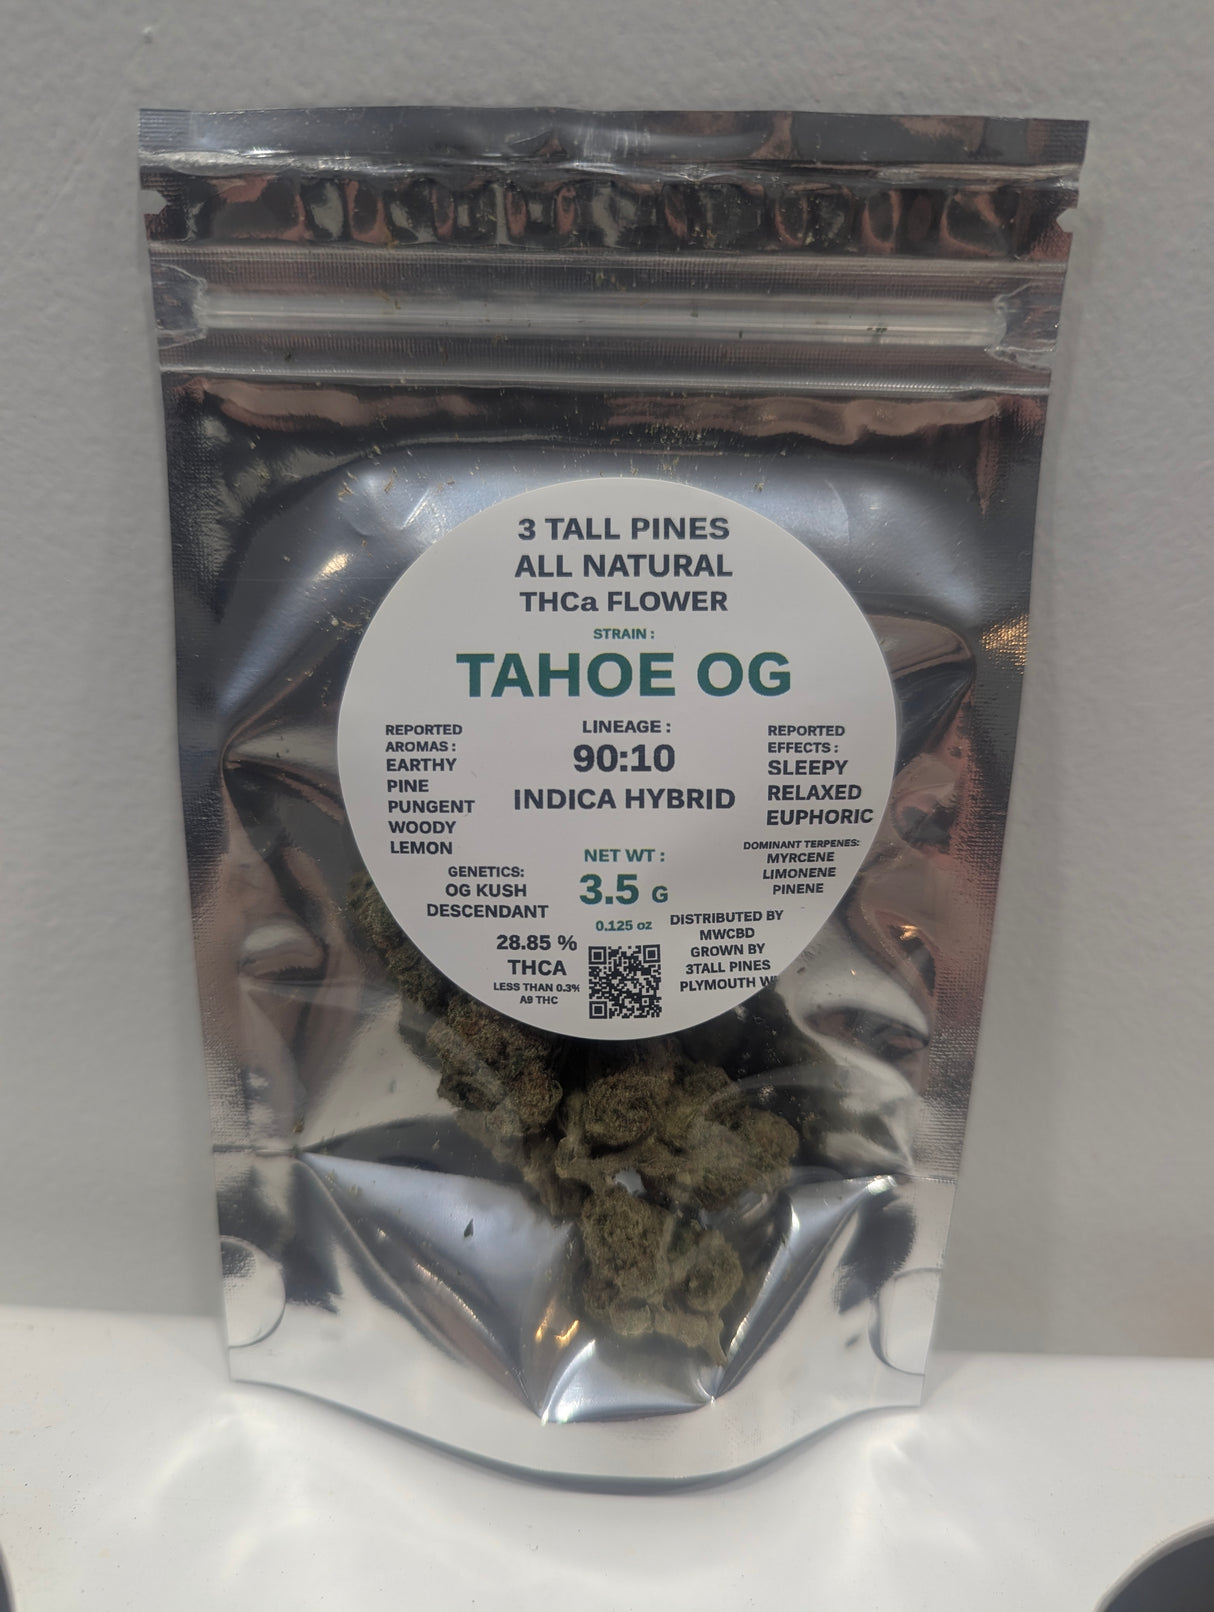 3 TALL PINES
ALL NATURAL
THCa FLOWER
STRAIN :
TAHOE OG
REPORTED
AROMAS :
EARTHY
PINE
PUNGENT
WOODY
LEMON
LINEAGE :
90:10
INDICA HYBRID
REPORTED
EFFECTS :
SLEEPY
RELAXED
EUPHORIC
DOMINANT TERPENES:
MYRCENE
LIMONENE
PINENE
GENETICS:
OG KUSH
DESCENDANT
NET WT :
3.5 G
0.125 oz
28.85 %
THCA
LESS THAN 0.3%
A9 THC
DISTRIBUTED BY
MWCBD
GROWN BY
3TALL PINES
PLYMOUTH